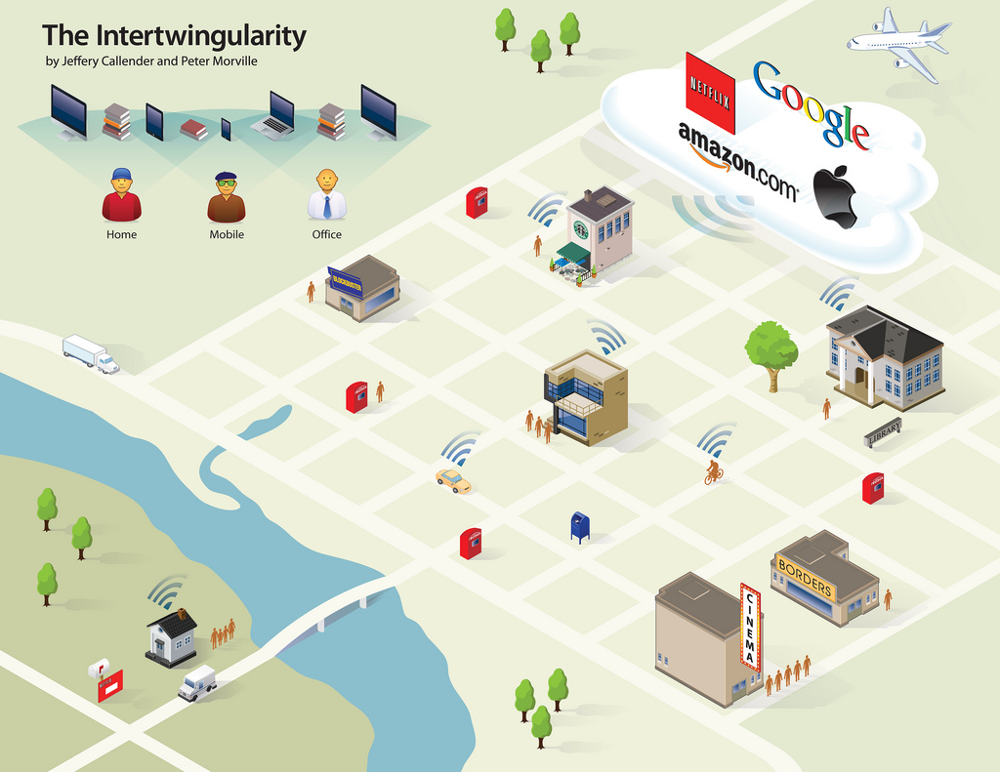 The Intertwingularity
by Jeffery Callender and Peter Morville
Home
Mobile
Office
NETFLIX
Google
amazon.com
BLOCKBUSTER
LIBRARY
BORDERS
CINEMA